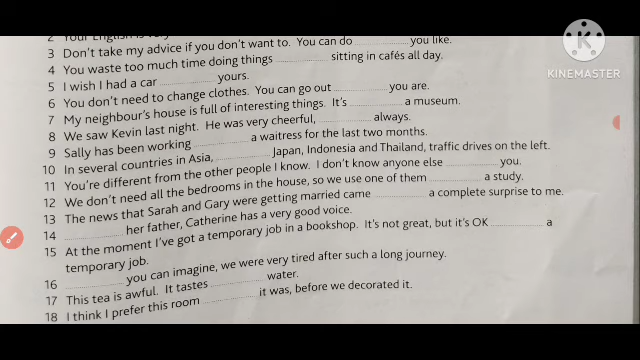 2 Your English is very
3 Don't take my advice if you don't want to. You can do ............ you like.
4 You waste too much time doing things ............ sitting in cafés all day.
5 I wish I had a car ............ yours.
6 You don't need to change clothes. You can go out ............ you are.
7 My neighbour's house is full of interesting things. It's ............ a museum.
8 We saw Kevin last night. He was very cheerful, ............ always.
9 Sally has been working ............ a waitress for the last two months.
10 In several countries in Asia, ............ Japan, Indonesia and Thailand, traffic drives on the left.
11 You're different from the other people I know. I don't know anyone else ............ you.
12 We don't need all the bedrooms in the house, so we use one of them ............ a study.
13 The news that Sarah and Gary were getting married came ............ a complete surprise to me.
14 ............ her father, Catherine has a very good voice.
15 At the moment I've got a temporary job in a bookshop. It's not great, but it's OK ............ a
temporary job.
16 ............ you can imagine, we were very tired after such a long journey.
17 This tea is awful. It tastes ............ water.
18 I think I prefer this room ............ it was, before we decorated it.
KINEMASTER